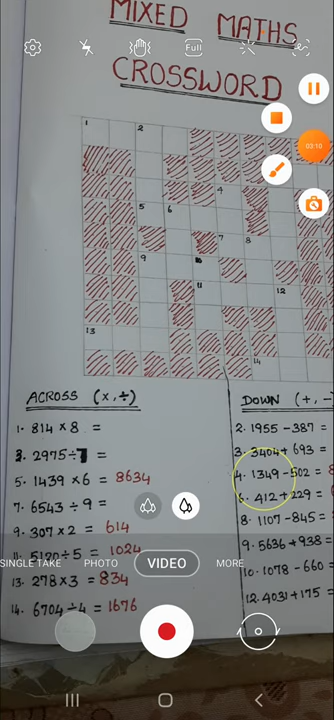 MIXED MATHS
CROSSWORD
Full
03:10
1 2
4
5 6
7 8
9 10
11 12
13
14
ACROSS (x, ÷)
1. 814 × 8 =
3. 2975÷7 =
5. 1439 × 6 = 8634
7. 6543 ÷ 9 =
9. 307 × 2 = 614
11. 5120 ÷ 5 = 1024
13. 278 × 3 = 834
14. 6704 ÷ 4 = 1676
DOWN (+, -
2. 1955 - 387 =
3. 3404 + 693 =
4. 1349 - 502 =
6. 412 + 229 =
8. 1107 - 845 =
9. 5636 + 938 =
10. 1078 - 660 =
12. 4031 + 175 =
SINGLE TAKE PHOTO VIDEO MORE